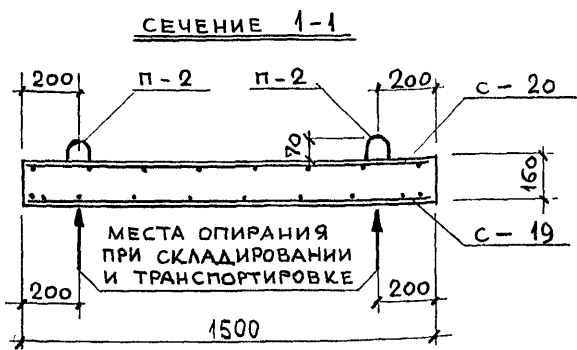 СЕЧЕНИЕ 1-1
200
П-2
П-2
200
С-20
70
160
МЕСТА ОПИРАНИЯ
ПРИ СКЛАДИРОВАНИИ
И ТРАНСПОРТИРОВКЕ
С-19
200
200
1500